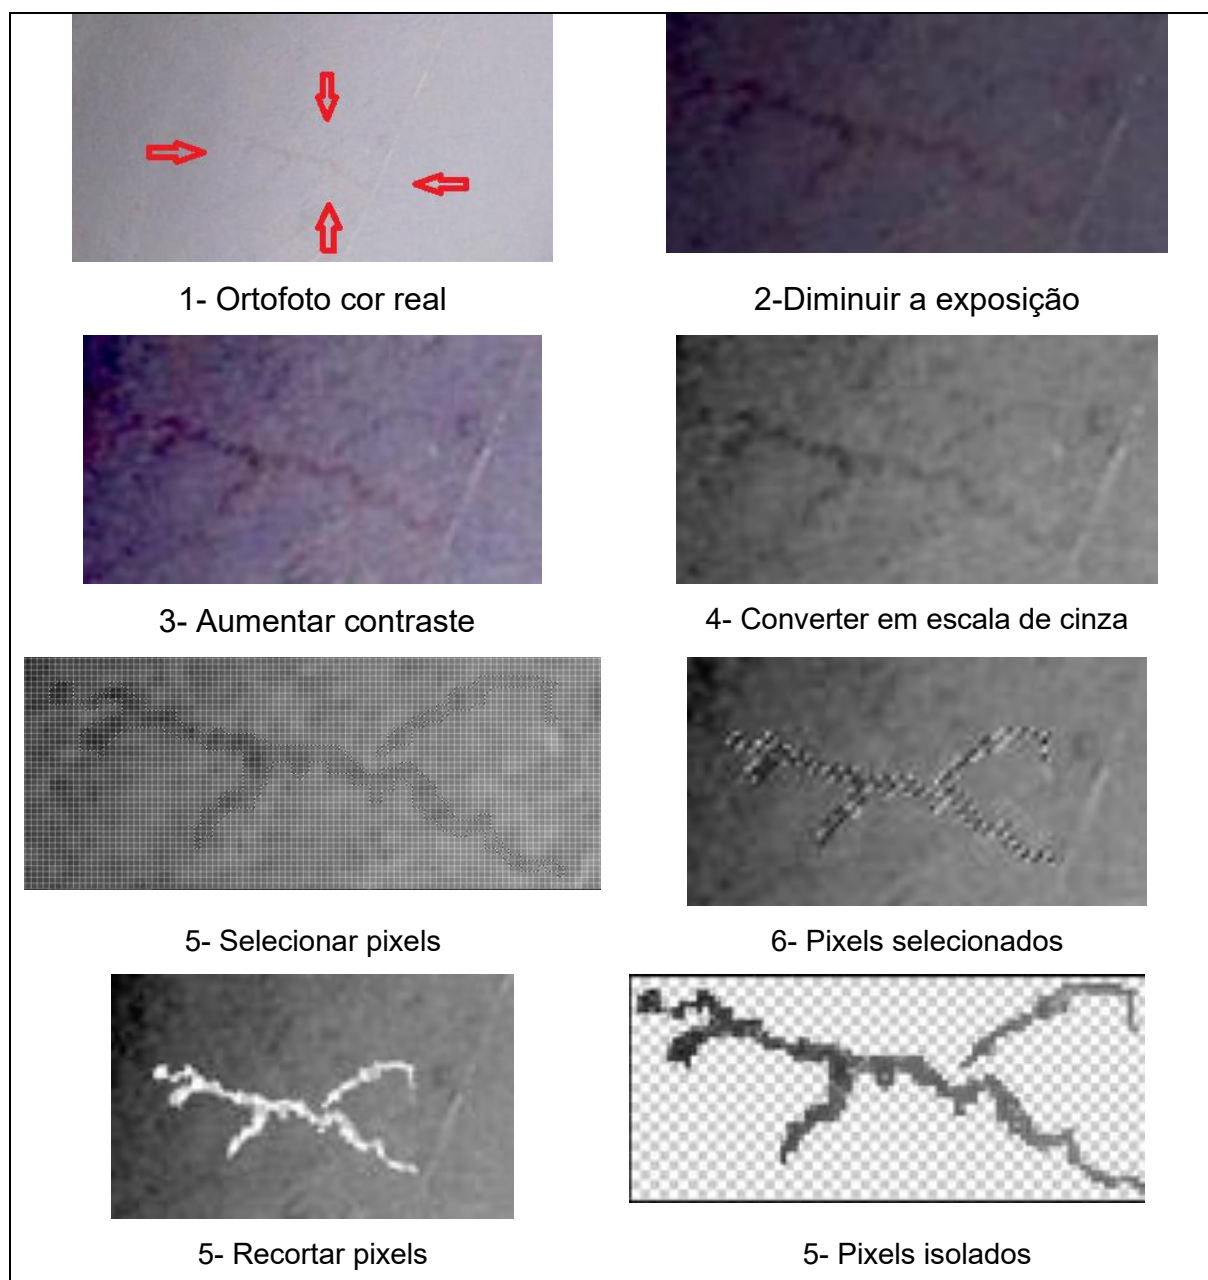 1- Ortofoto cor real
2-Diminuir a exposição
3- Aumentar contraste
4- Converter em escala de cinza
5- Selecionar pixels
6- Pixels selecionados
5- Recortar pixels
5- Pixels isolados